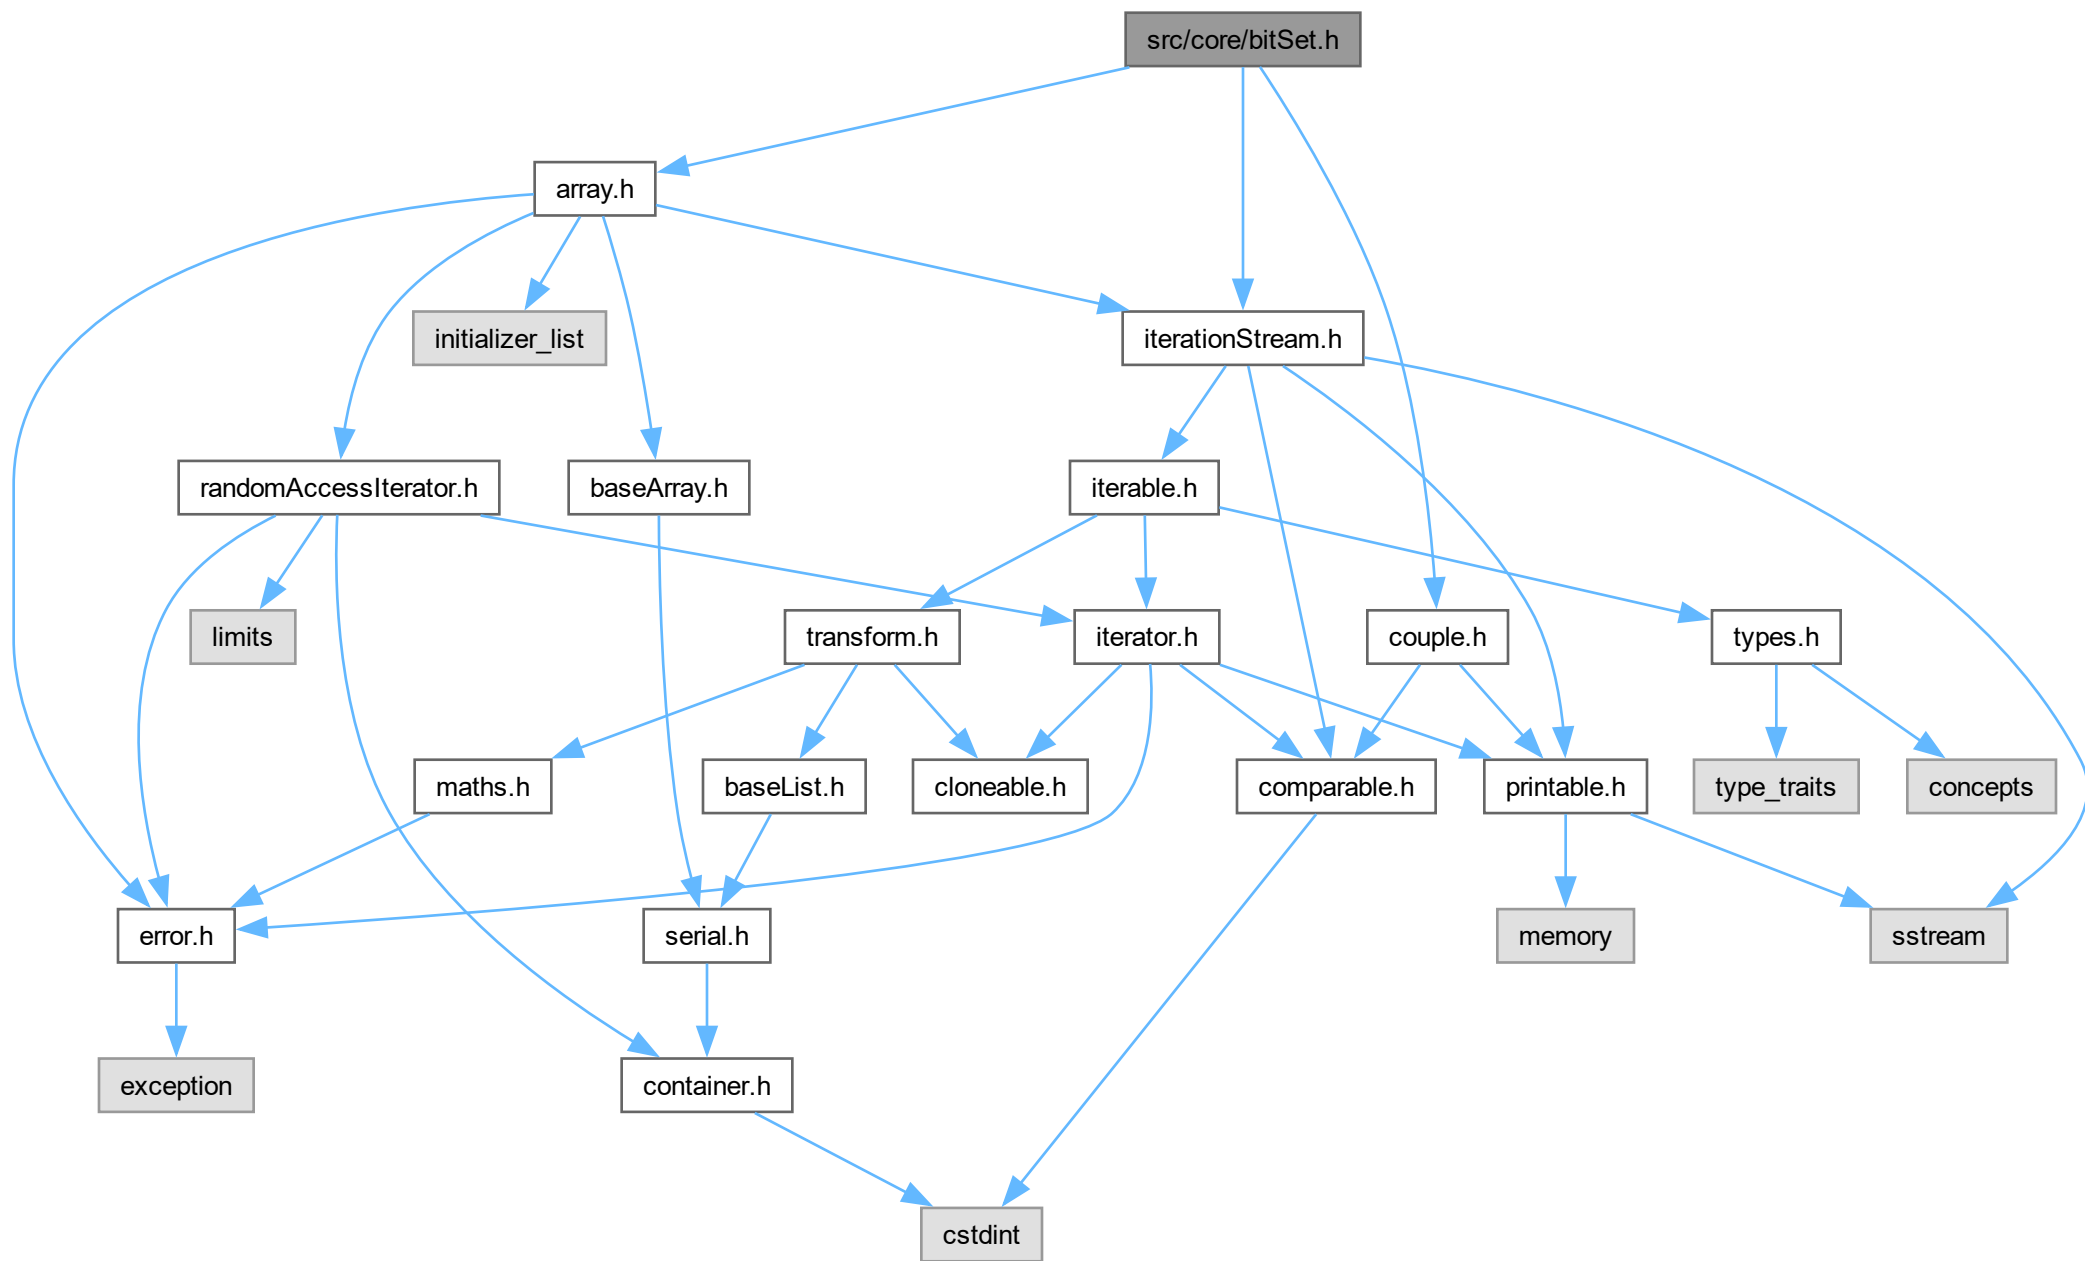 src/core/bitSet.h
array.h
initializer_list
iterationStream.h
randomAccessIterator.h
baseArray.h
iterable.h
limits
transform.h
iterator.h
couple.h
types.h
maths.h
baseList.h
cloneable.h
comparable.h
printable.h
type_traits
concepts
error.h
serial.h
memory
sstream
exception
container.h
cstdint